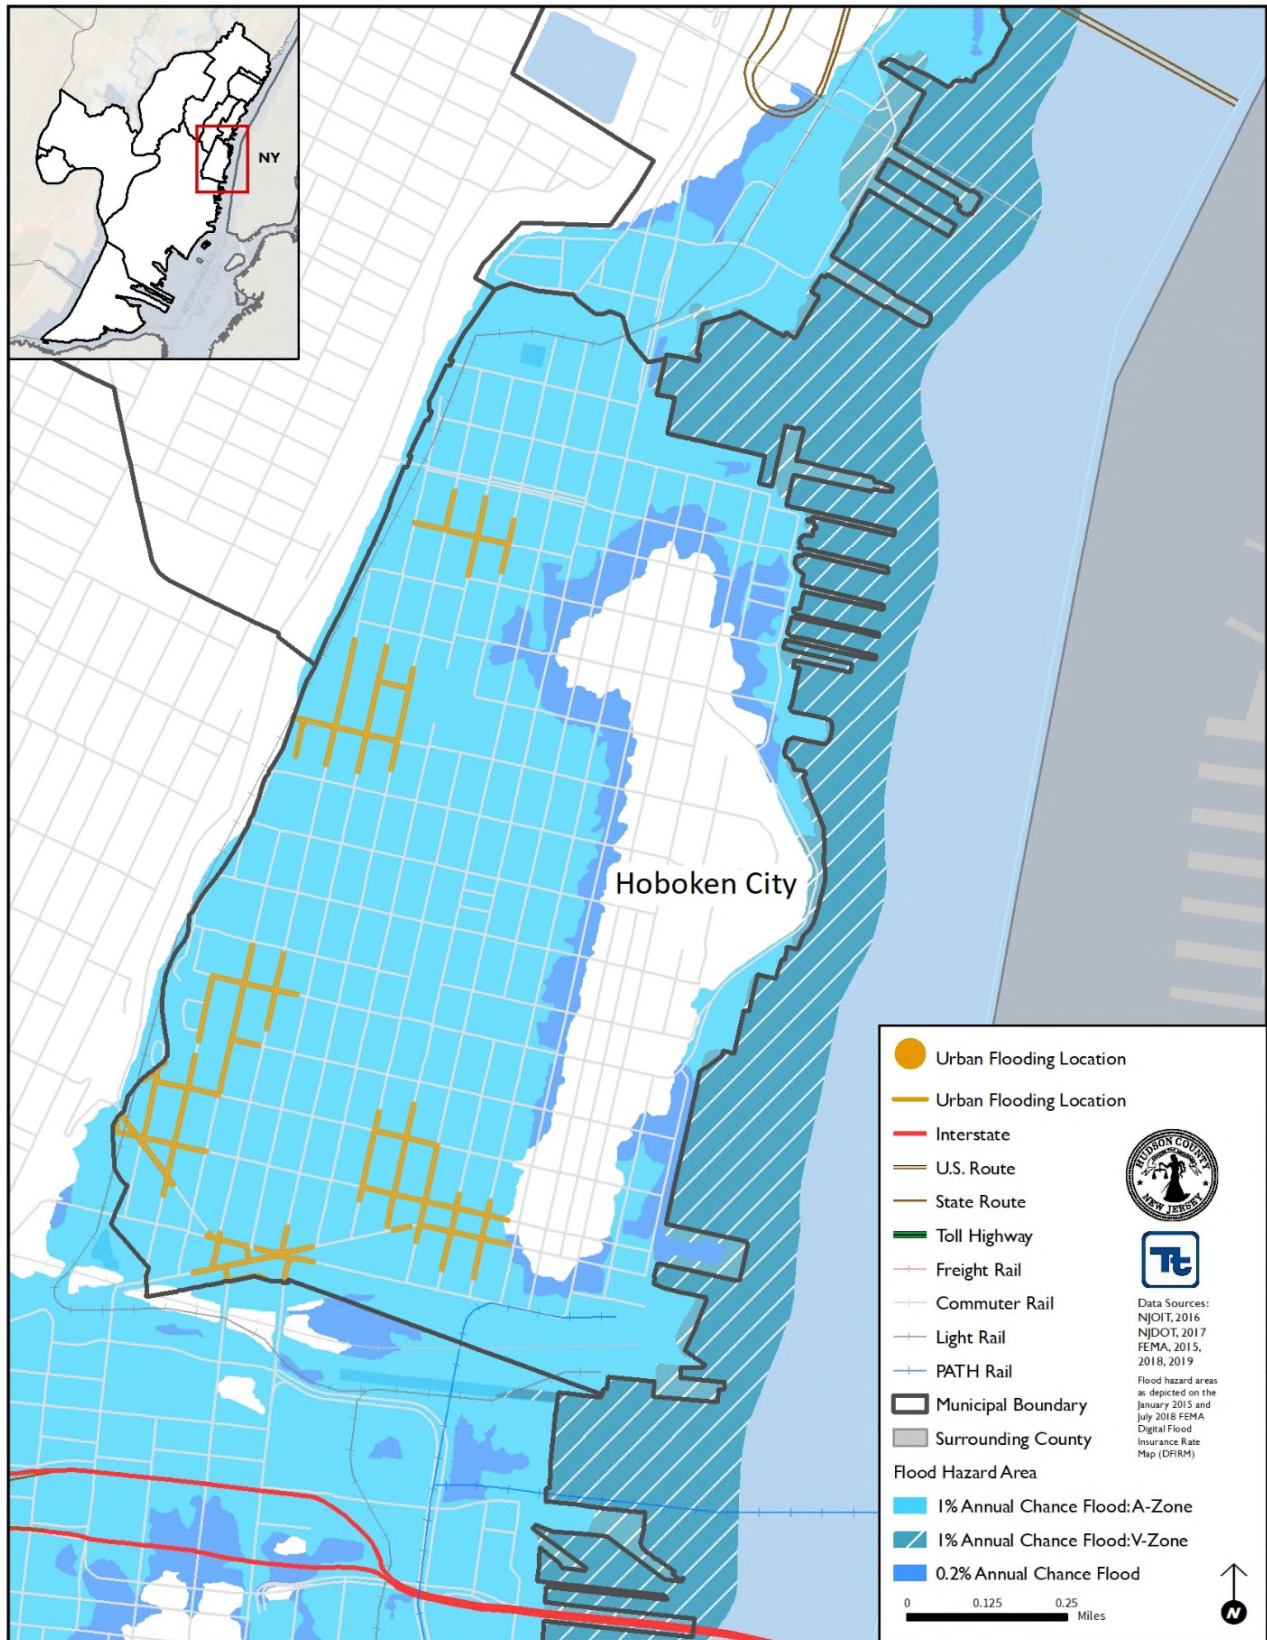 NY
Hoboken City
Urban Flooding Location
Urban Flooding Location
Interstate
U.S. Route
State Route
Toll Highway
Freight Rail
Commuter Rail
Light Rail
PATH Rail
Municipal Boundary
Surrounding County
Flood Hazard Area
1% Annual Chance Flood: A-Zone
1% Annual Chance Flood: V-Zone
0.2% Annual Chance Flood
HUDSON COUNTY
NEW JERSEY
Tt
Data Sources:
NJOIT, 2016
NJDOT, 2017
FEMA, 2015,
2018, 2019
Flood hazard areas
as depicted on the
January 2015 and
July 2018 FEMA
Digital Flood
Insurance Rate
Map (DFIRM)
0 0.125 0.25
Miles
N